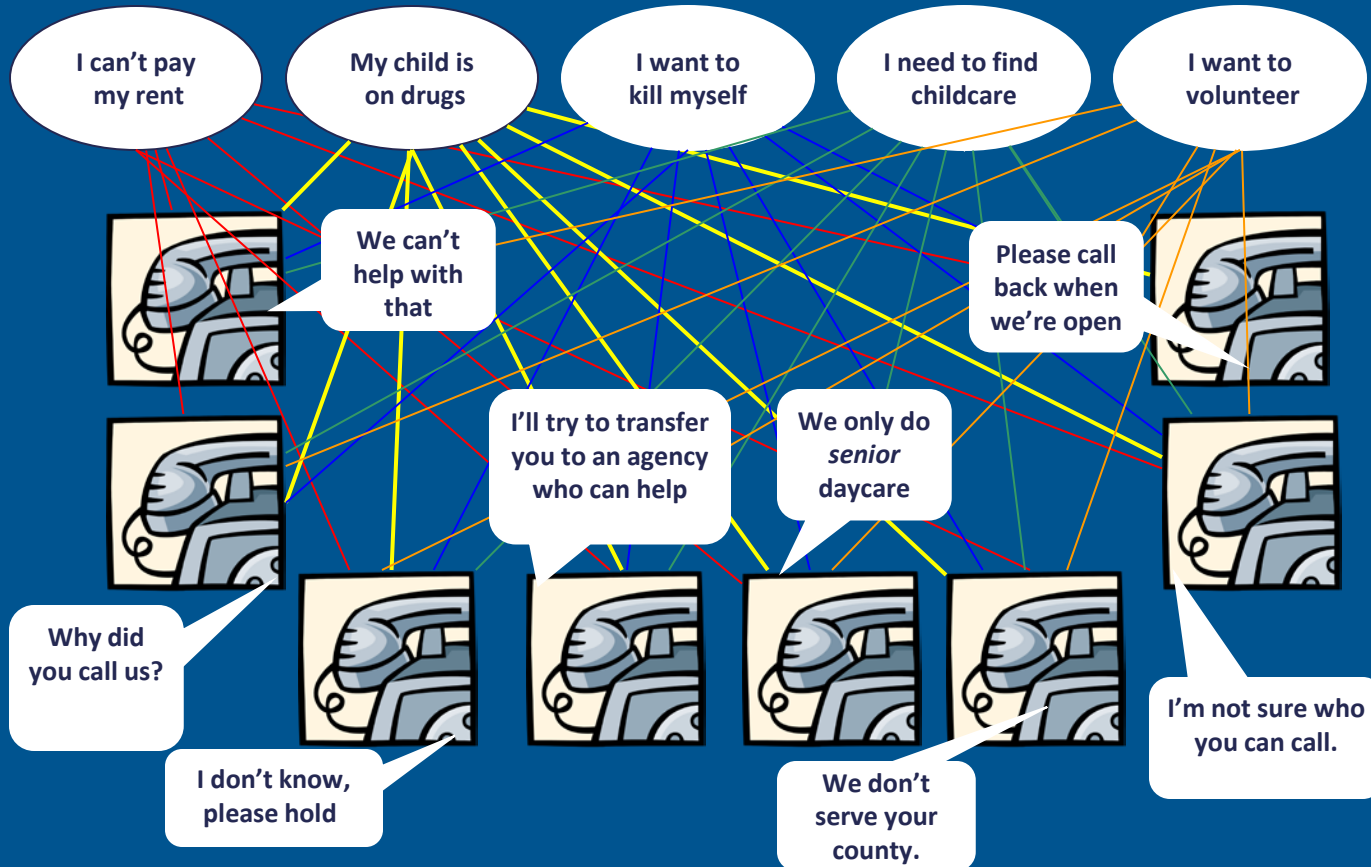 I can't pay
my rent
My child is
on drugs
I want to
kill myself
I need to find
childcare
I want to
volunteer
We can't
help with
that
Please call
back when
we're open
I'll try to transfer
you to an agency
who can help
We only do
senior
daycare
Why did
you call us?
I don't know,
please hold
We don't
serve your
county.
I'm not sure who
you can call.